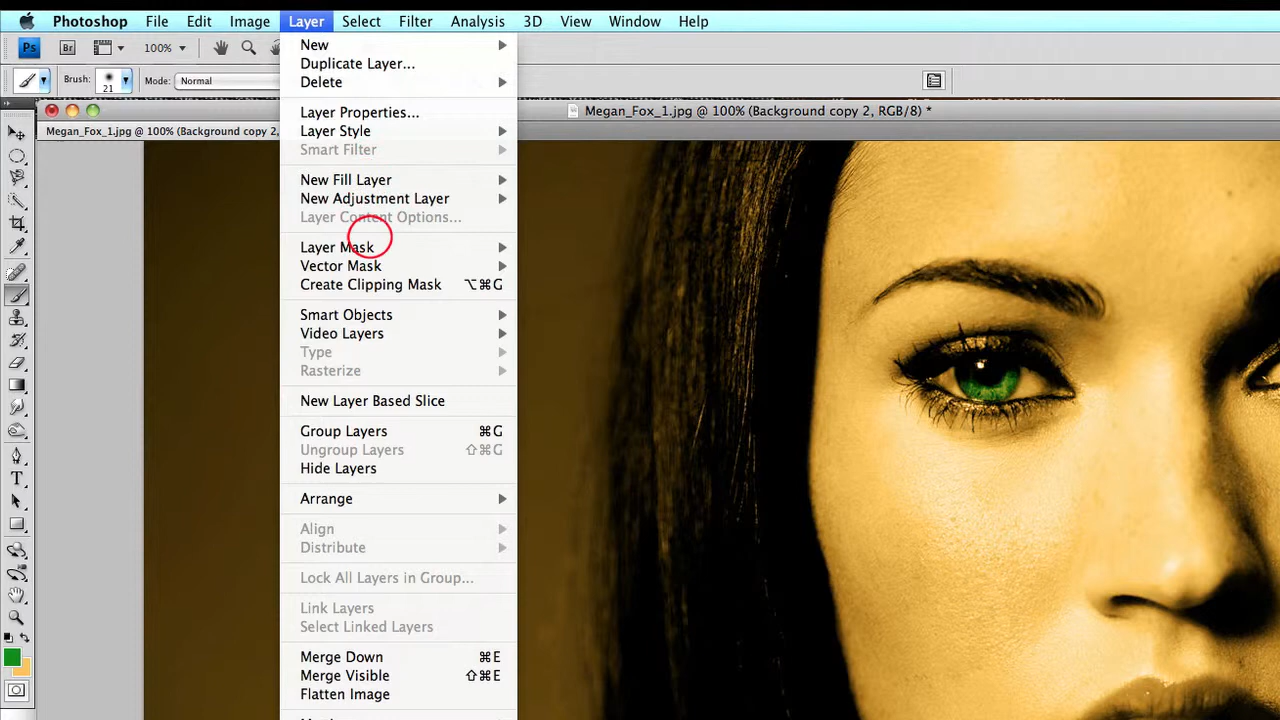 Photoshop File Edit Image Layer Select Filter Analysis 3D View Window Help
Ps Br 100%
Brush: 21 Mode: Normal
Megan_Fox_1.jpg @ 100% (Background copy 2, RGB/8) *
Megan_Fox_1.jpg @ 100% (Background copy 2,
New
Duplicate Layer...
Delete
Layer Properties...
Layer Style
Smart Filter
New Fill Layer
New Adjustment Layer
Layer Content Options...
Layer Mask
Vector Mask
Create Clipping Mask ⌥⌘G
Smart Objects
Video Layers
Type
Rasterize
New Layer Based Slice
Group Layers ⌘G
Ungroup Layers ⇧⌘G
Hide Layers
Arrange
Align
Distribute
Lock All Layers in Group...
Link Layers
Select Linked Layers
Merge Down ⌘E
Merge Visible ⇧⌘E
Flatten Image